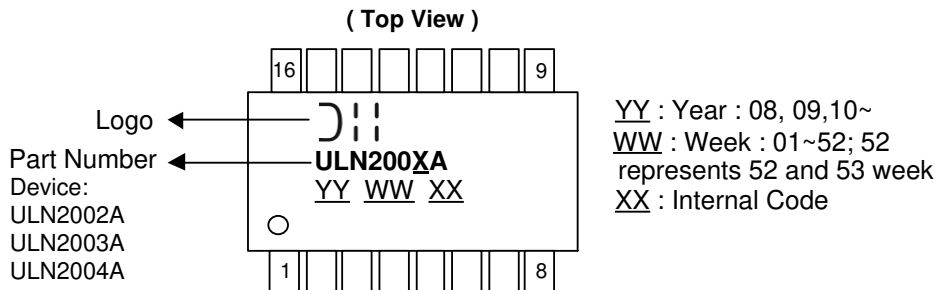 ( Top View )
16 9
Logo
Part Number
Device:
ULN2002A
ULN2003A
ULN2004A
ULN200XA
YY WW XX
1 8
YY : Year : 08, 09,10~
WW : Week : 01~52; 52
represents 52 and 53 week
XX : Internal Code